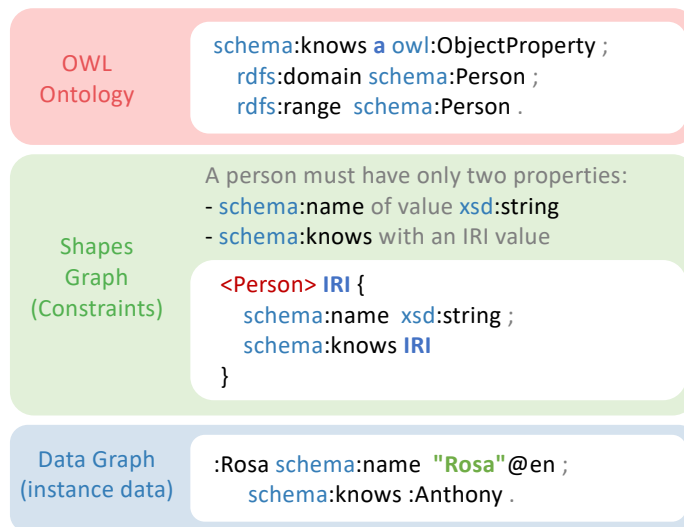 OWL
Ontology
schema:knows a owl:ObjectProperty ;
rdfs:domain schema:Person ;
rdfs:range schema:Person .
Shapes
Graph
(Constraints)
A person must have only two properties:
- schema:name of value xsd:string
- schema:knows with an IRI value
<Person> IRI {
schema:name xsd:string ;
schema:knows IRI
}
Data Graph
(instance data)
:Rosa schema:name "Rosa"@en ;
schema:knows :Anthony .